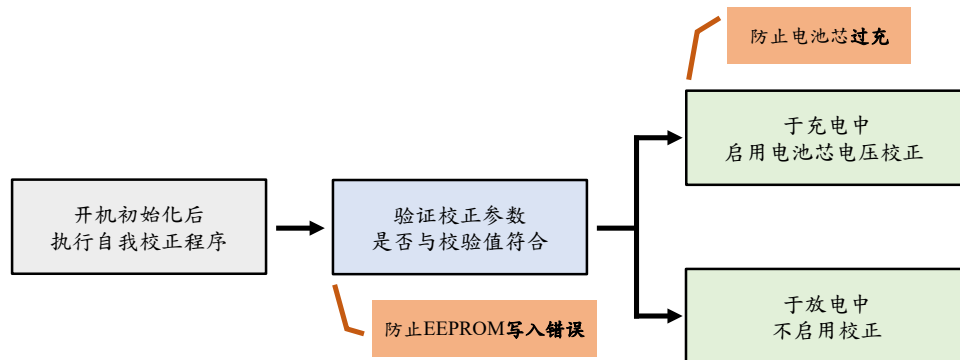 防止电池芯过充
于充电中
启用电池芯电压校正
开机初始化后
执行自我校正程序
验证校正参数
是否与校验值符合
防止EEPROM写入错误
于放电中
不启用校正